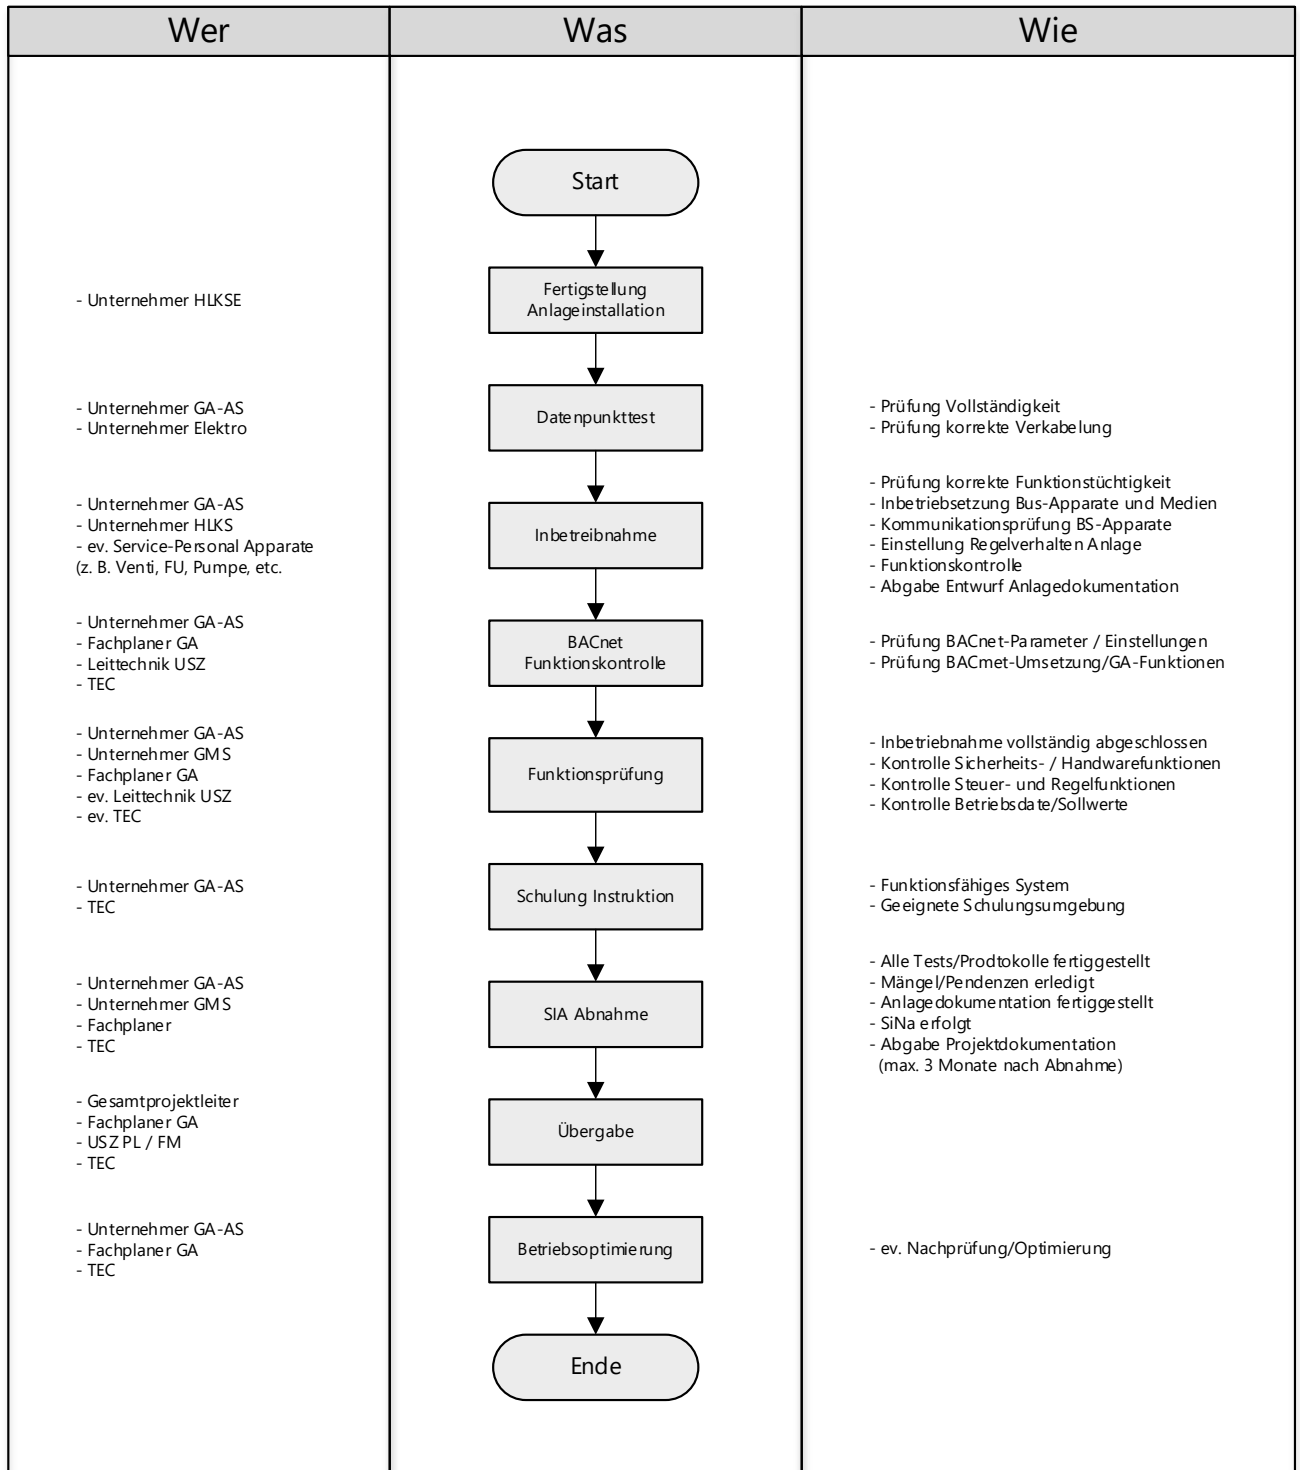 Wer
Was
Wie
Start
- Unternehmer HLKSE
Fertigstellung
Anlageinstallation
- Unternehmer GA-AS
- Unternehmer Elektro
Datenpunkttest
- Prüfung Vollständigkeit
- Prüfung korrekte Verkabelung
- Unternehmer GA-AS
- Unternehmer HLKS
- ev. Service-Personal Apparate
(z. B. Venti, FU, Pumpe, etc.
Inbetreibnahme
- Prüfung korrekte Funktionstüchtigkeit
- Inbetriebsetzung Bus-Apparate und Medien
- Kommunikationsprüfung BS-Apparate
- Einstellung Regelverhalten Anlage
- Funktionskontrolle
- Abgabe Entwurf Anlagedokumentation
- Unternehmer GA-AS
- Fachplaner GA
- Leittechnik USZ
- TEC
BACnet
Funktionskontrolle
- Prüfung BACnet-Parameter / Einstellungen
- Prüfung BACmet-Umsetzung/GA-Funktionen
- Unternehmer GA-AS
- Unternehmer GMS
- Fachplaner GA
- ev. Leittechnik USZ
- ev. TEC
Funktionsprüfung
- Inbetriebnahme vollständig abgeschlossen
- Kontrolle Sicherheits- / Handwarefunktionen
- Kontrolle Steuer- und Regelfunktionen
- Kontrolle Betriebsdate/Sollwerte
- Unternehmer GA-AS
- TEC
Schulung Instruktion
- Funktionsfähiges System
- Geeignete Schulungsumgebung
- Unternehmer GA-AS
- Unternehmer GMS
- Fachplaner
- TEC
SIA Abnahme
- Alle Tests/Prodtokolle fertiggestellt
- Mängel/Pendenzen erledigt
- Anlagedokumentation fertiggestellt
- SiNa erfolgt
- Abgabe Projektdokumentation
(max. 3 Monate nach Abnahme)
- Gesamtprojektleiter
- Fachplaner GA
- USZ PL / FM
- TEC
Übergabe
- Unternehmer GA-AS
- Fachplaner GA
- TEC
Betriebsoptimierung
- ev. Nachprüfung/Optimierung
Ende